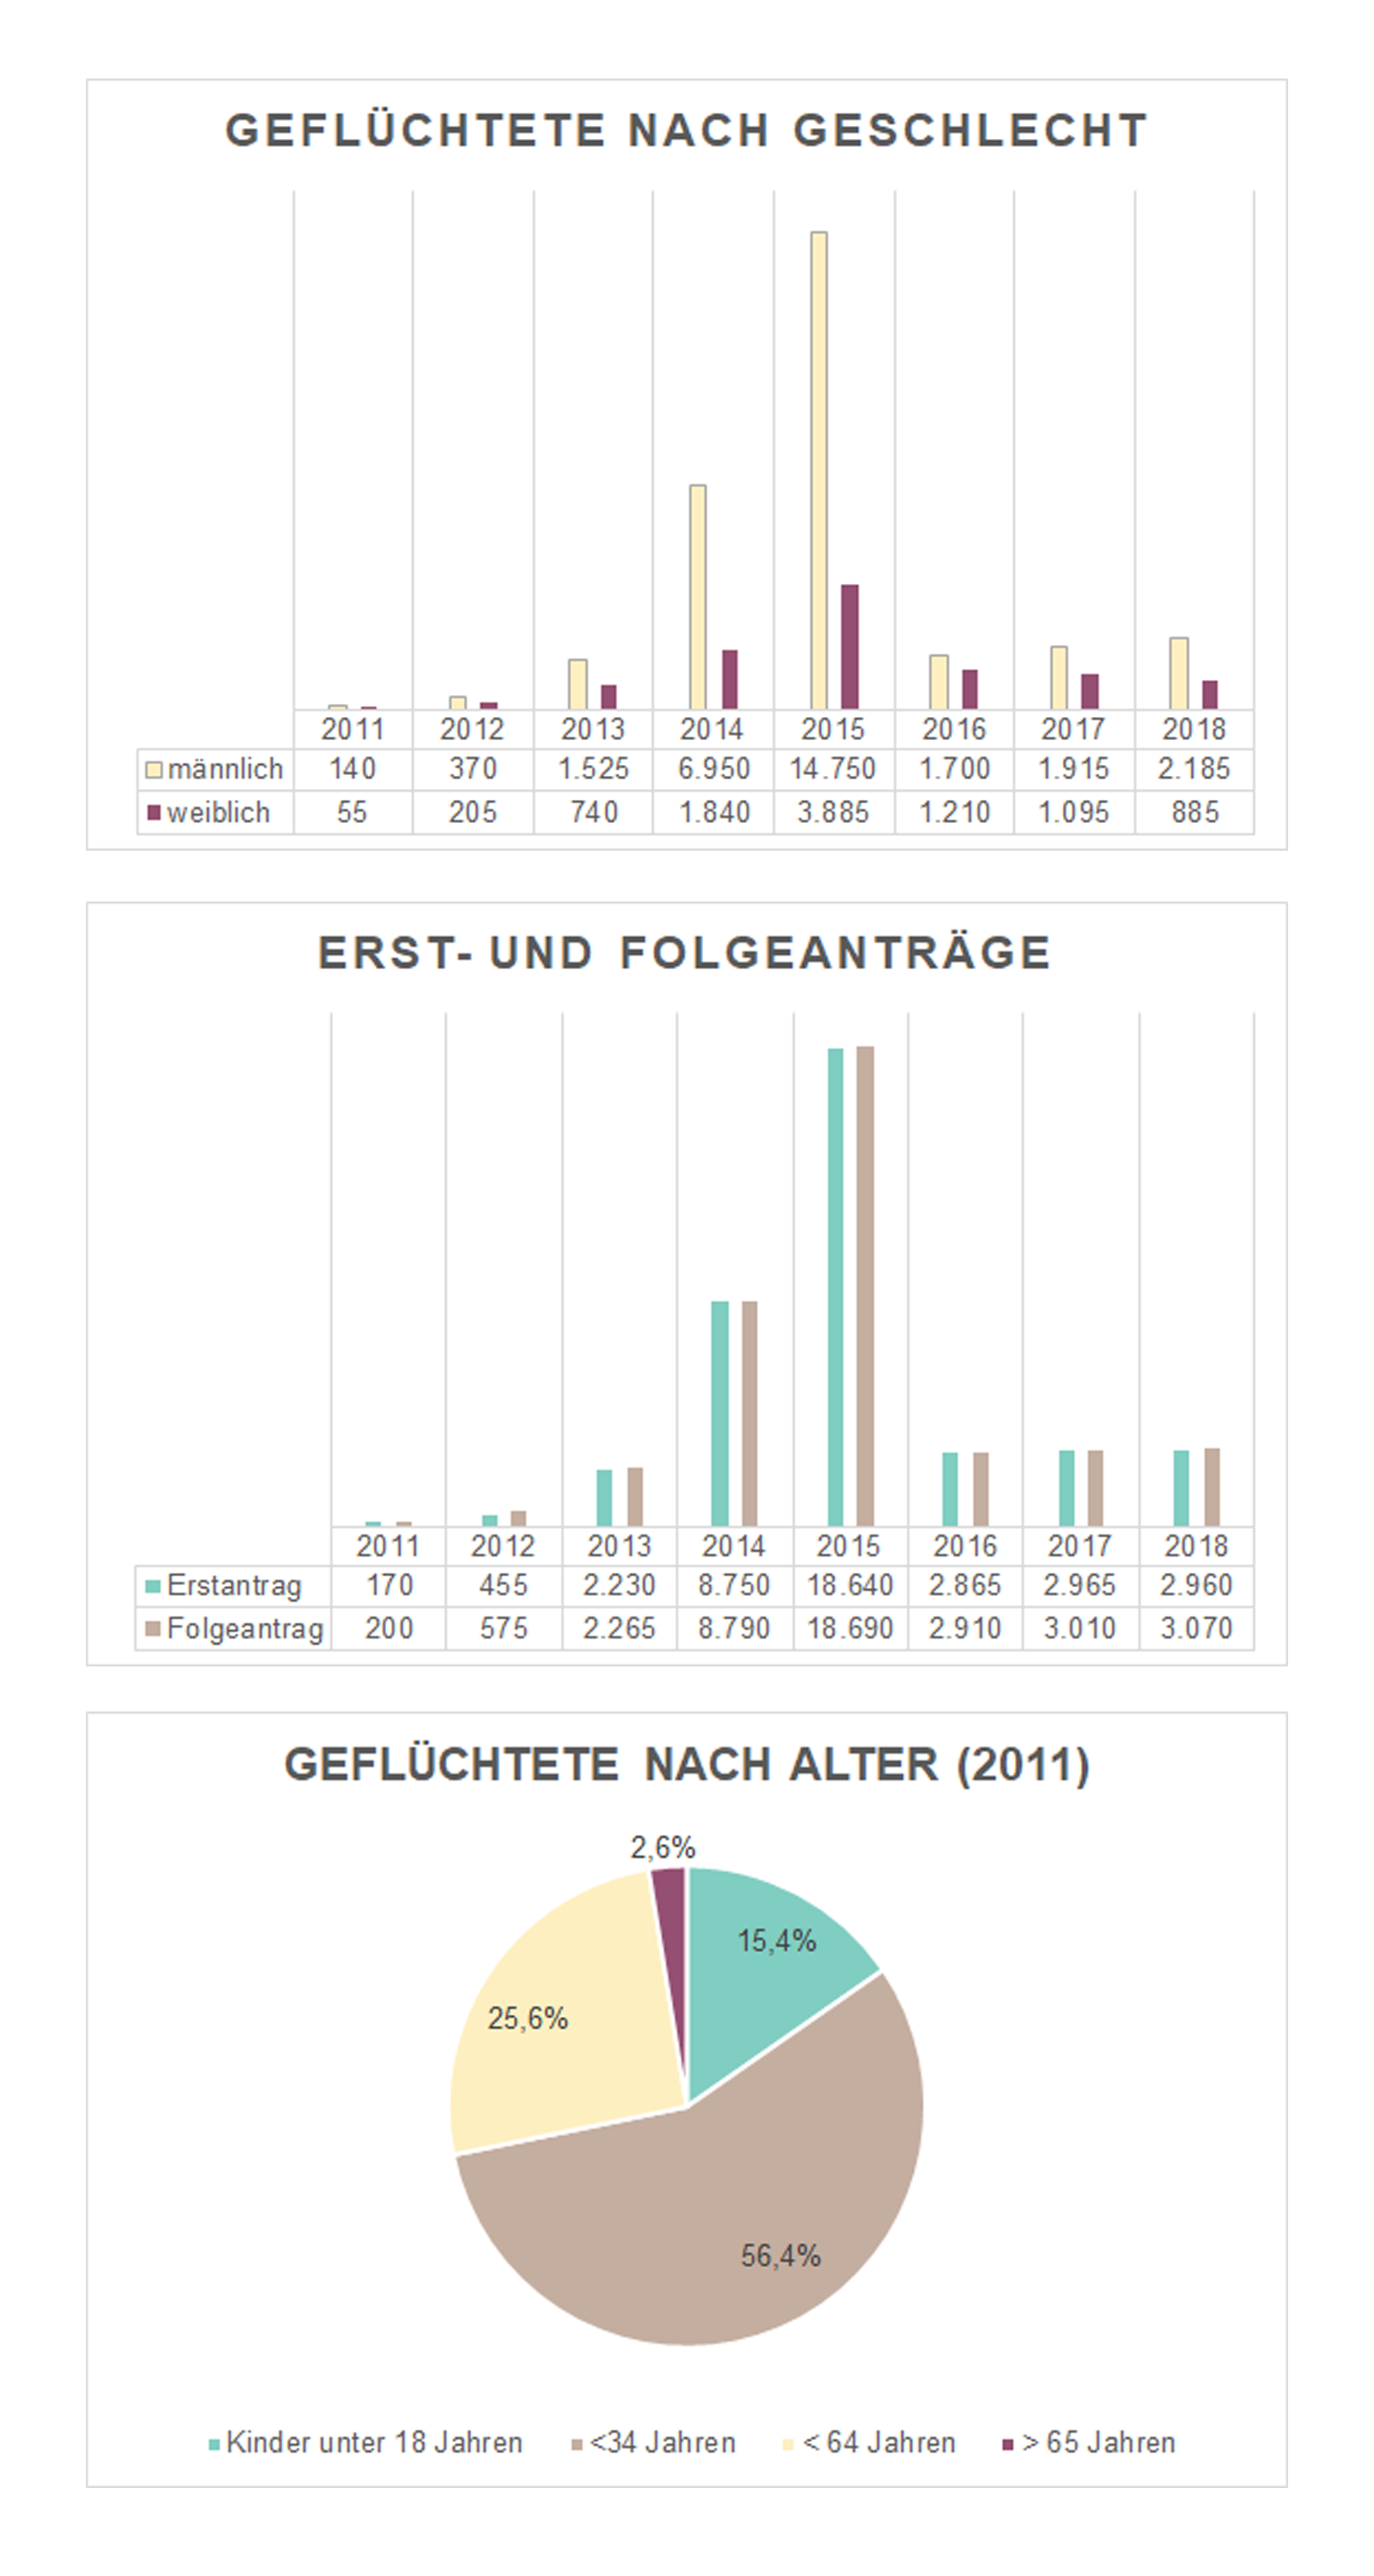 GEFLÜCHTETE NACH GESCHLECHT
2011 2012 2013 2014 2015 2016 2017 2018
männlich 140 370 1.525 6.950 14.750 1.700 1.915 2.185
weiblich 55 205 740 1.840 3.885 1.210 1.095 885
ERST- UND FOLGEANTRÄGE
2011 2012 2013 2014 2015 2016 2017 2018
Erstantrag 170 455 2.230 8.750 18.640 2.865 2.965 2.960
Folgeantrag 200 575 2.265 8.790 18.690 2.910 3.010 3.070
GEFLÜCHTETE NACH ALTER (2011)
2,6%
15,4%
25,6%
56,4%
Kinder unter 18 Jahren <34 Jahren < 64 Jahren > 65 Jahren